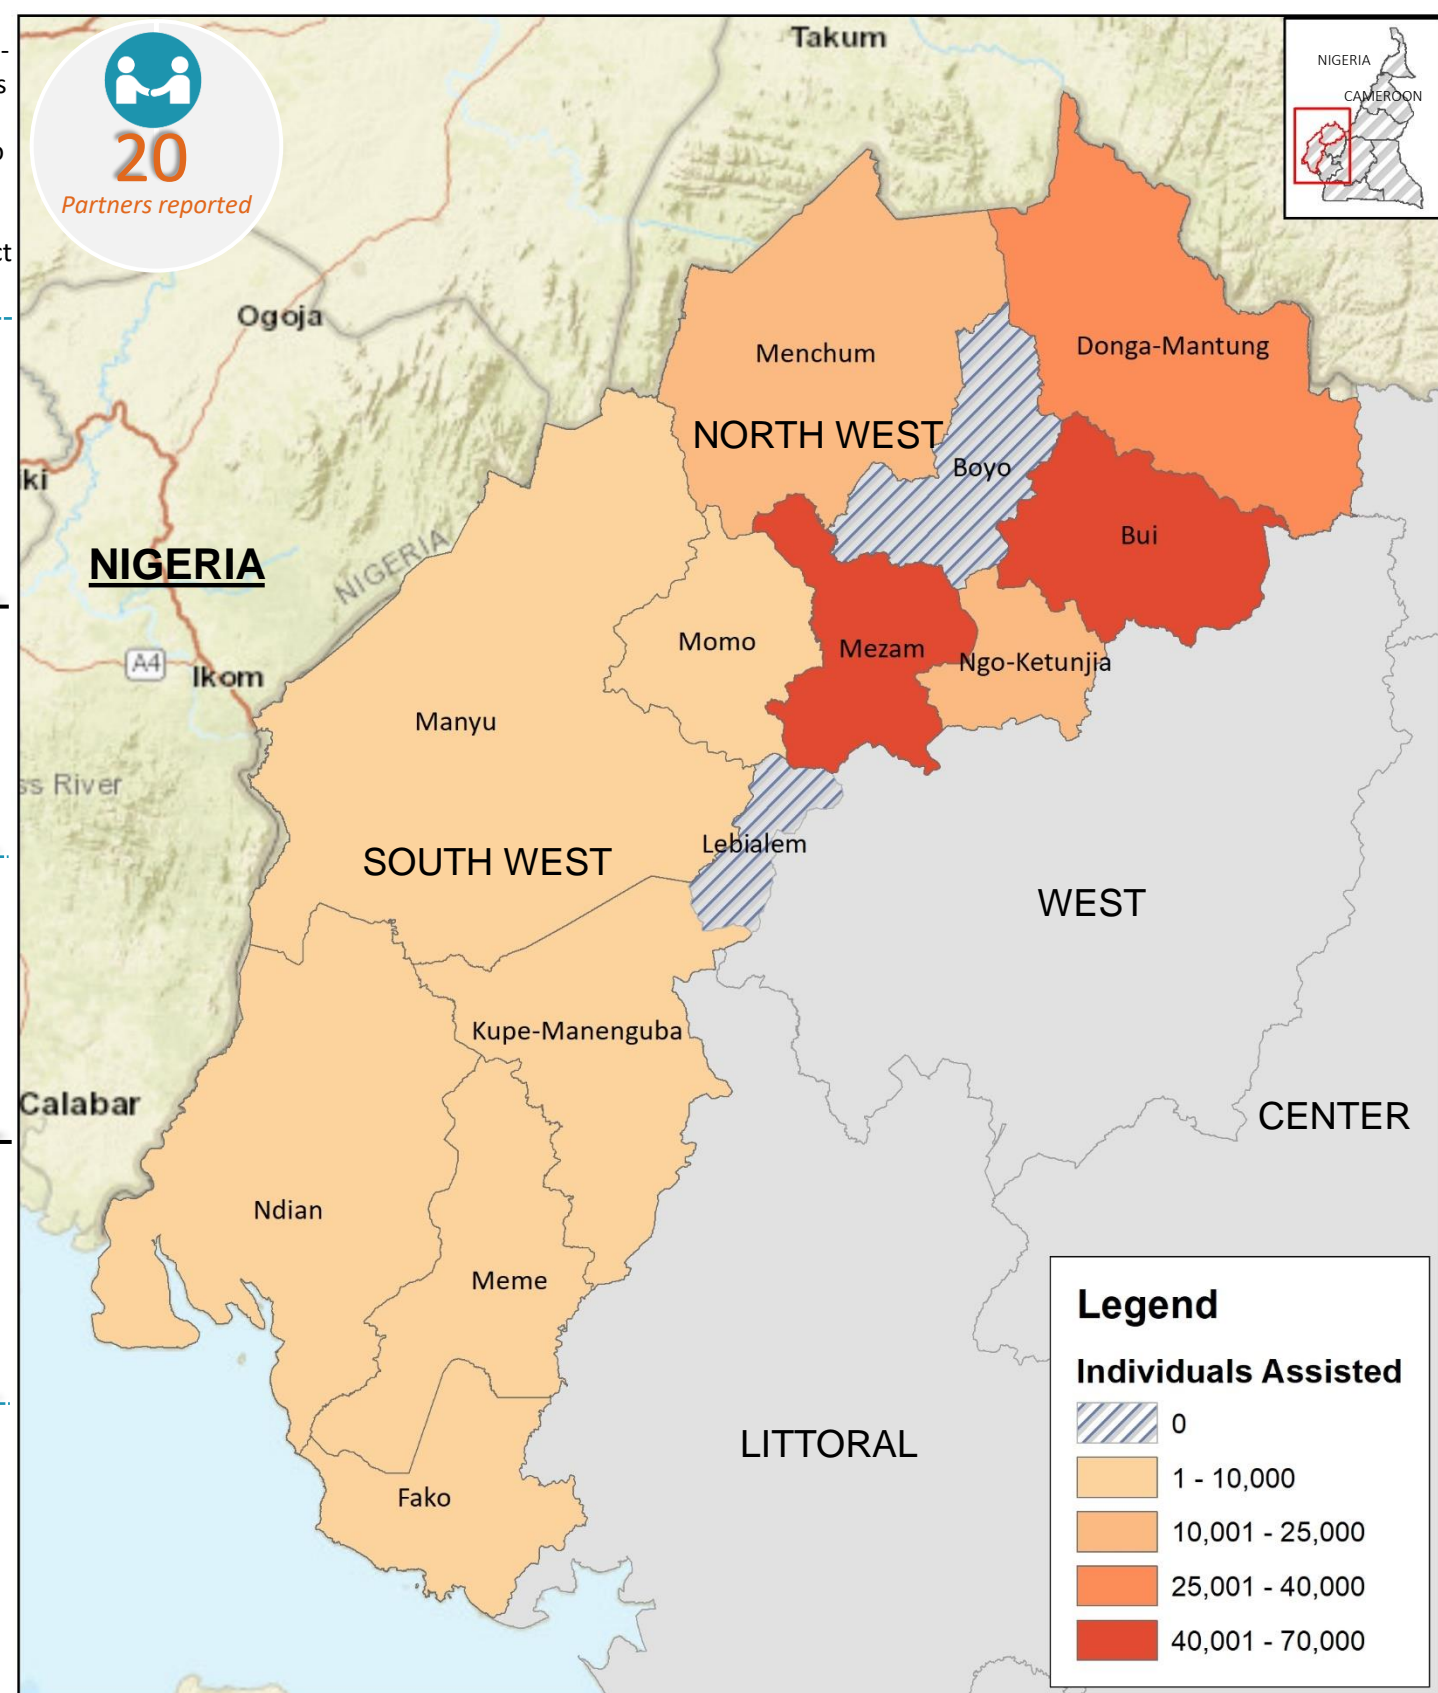 20
Partners reported
Takum
NIGERIA
CAMEROON
Ogoja
Menchum
Donga-Mantung
NORTH WEST
Boyo
Bui
NIGERIA
NIGERIA
A4
Ikom
Momo
Mezam
Ngo-Ketunjia
Manyu
ss River
Lebialem
SOUTH WEST
WEST
Kupe-Manenguba
Calabar
CENTER
Ndian
Meme
LITTORAL
Fako
Legend
Individuals Assisted
0
1 - 10,000
10,001 - 25,000
25,001 - 40,000
40,001 - 70,000